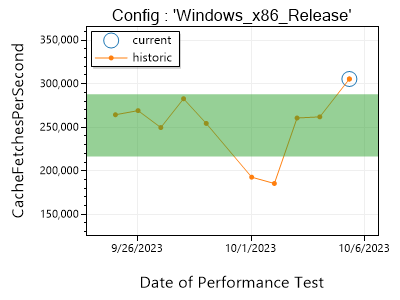 Config : 'Windows_x86_Release'
current
historic
350,000
300,000
250,000
200,000
150,000
CacheFetchesPerSecond
9/26/2023
10/1/2023
10/6/2023
Date of Performance Test